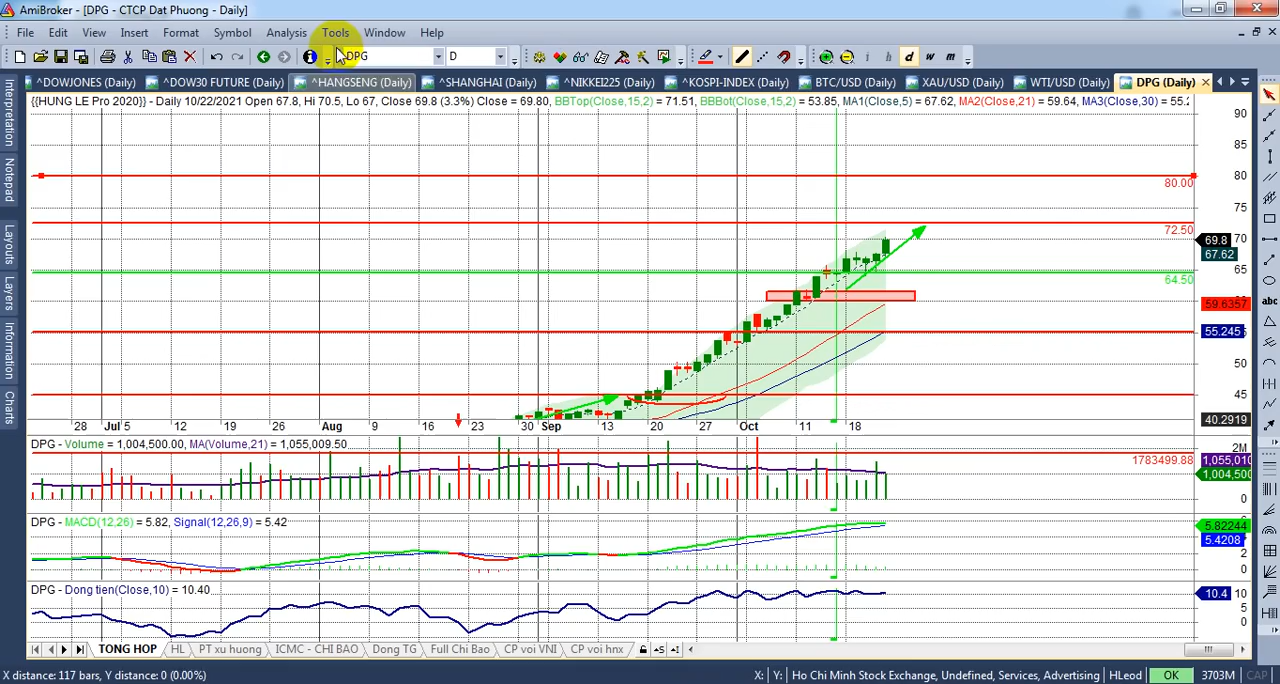 AmiBroker - [DPG - CTCP Dat Phuong - Daily]
File Edit View Insert Format Symbol Analysis Tools Window Help
DPG D i h d w m
^DOWJONES (Daily) ^DOW30 FUTURE (Daily) ^HANGSENG (Daily) ^SHANGHAI (Daily) ^NIKKEI225 (Daily) ^KOSPI-INDEX (Daily) BTC/USD (Daily) XAU/USD (Daily) WTI/USD (Daily) DPG (Daily)
{{HUNG LE Pro 2020}} - Daily 10/22/2021 Open 67.8, Hi 70.5, Lo 67, Close 69.8 (3.3%) Close = 69.80, BBTop(Close,15,2) = 71.51, BBBot(Close,15,2) = 53.85, MA1(Close,5) = 67.62, MA2(Close,21) = 59.64, MA3(Close,30) = 55.2
Interpretation
Notepad
Layouts
Layers
Information
Charts
90
85
80
80.00
75
72.50
70
69.8
67.62
65
64.50
59.6357
55.245
50
45
40.2919
28 Jul 5 12 19 26 Aug 9 16 23 30 Sep 13 20 27 Oct 11 18
DPG - Volume = 1,004,500.00, MA(Volume,21) = 1,055,009.50
2M
1783499.88
1,055,010
1,004,500
0
DPG - MACD(12,26) = 5.82, Signal(12,26,9) = 5.42
5.82244
5.4208
2
0
DPG - Dong tien(Close,10) = 10.40
10.4
10
5
0
TONG HOP HL PT xu huong ICMC - CHI BAO Dong TG Full Chi Bao CP voi VNI CP voi hnx
X distance: 117 bars, Y distance: 0 (0.00%) X: Y: Ho Chi Minh Stock Exchange, Undefined, Services, Advertising HLeod OK 3703M CAP
abc